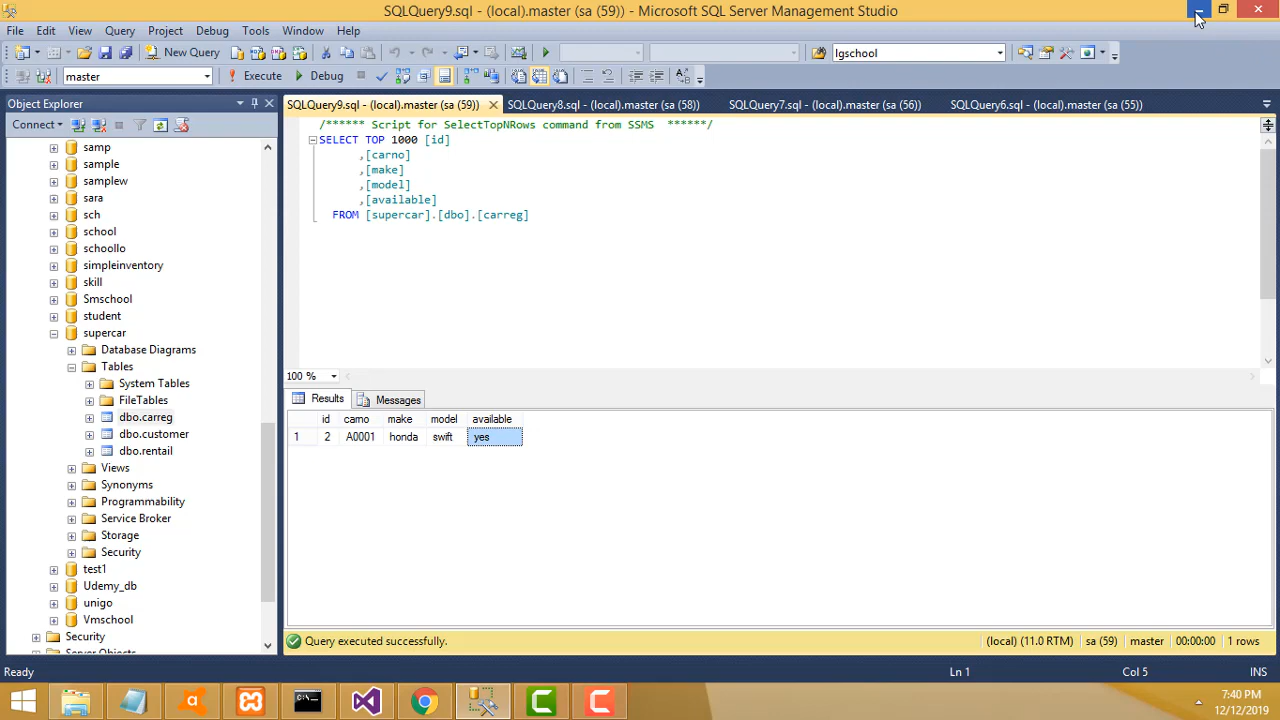 SQLQuery9.sql - (local).master (sa (59)) - Microsoft SQL Server Management Studio
File Edit View Query Project Debug Tools Window Help
New Query lgschool
master Execute Debug
Object Explorer
SQLQuery9.sql - (local).master (sa (59)) SQLQuery8.sql - (local).master (sa (58)) SQLQuery7.sql - (local).master (sa (56)) SQLQuery6.sql - (local).master (sa (55))
Connect
samp
sample
samplew
sara
sch
school
schoollo
simpleinventory
skill
Smschool
student
supercar
Database Diagrams
Tables
System Tables
FileTables
dbo.carreg
dbo.customer
dbo.rentail
Views
Synonyms
Programmability
Service Broker
Storage
Security
test1
Udemy_db
unigo
Vmschool
Security
Server Objects
/****** Script for SelectTopNRows command from SSMS ******/
SELECT TOP 1000 [id]
,[carno]
,[make]
,[model]
,[available]
FROM [supercar].[dbo].[carreg]
100 %
Results Messages
id carno make model available
1 2 A0001 honda swift yes
Query executed successfully. (local) (11.0 RTM) sa (59) master 00:00:00 1 rows
Ready Ln 1 Col 5 INS
7:40 PM
12/12/2019